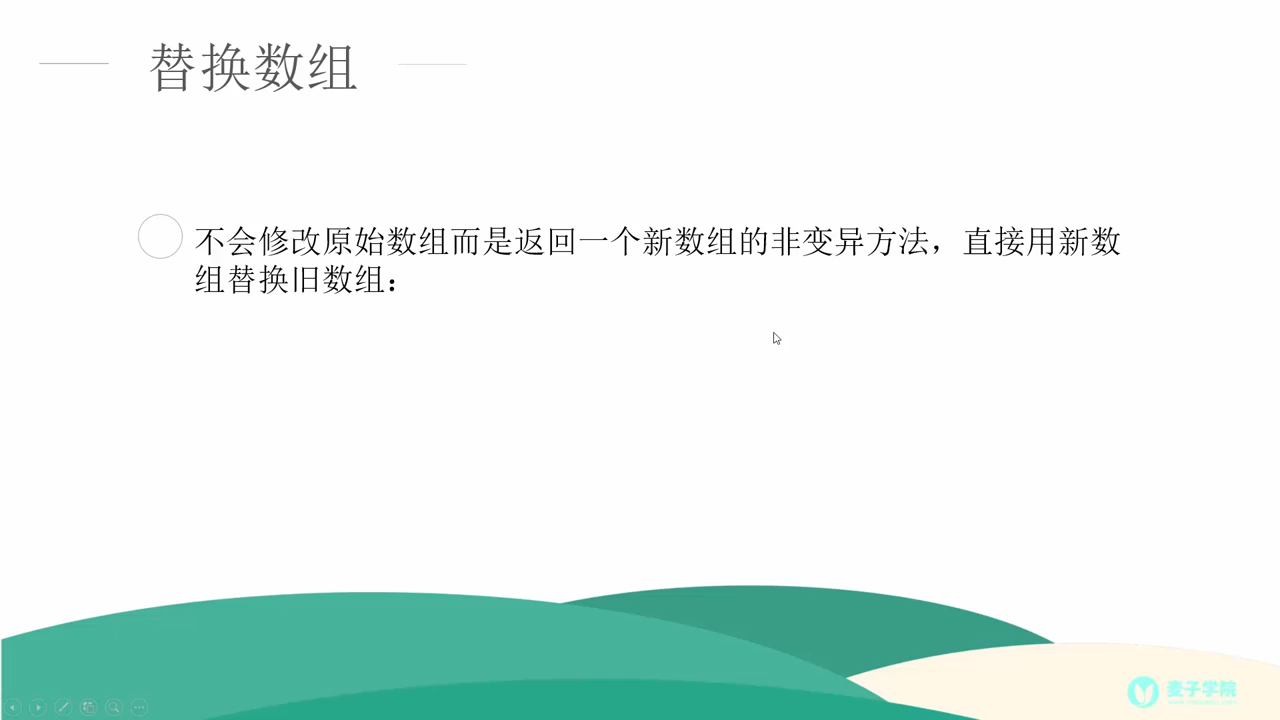 替换数组
不会修改原始数组而是返回一个新数组的非变异方法，直接用新数
组替换旧数组：
麦子学院